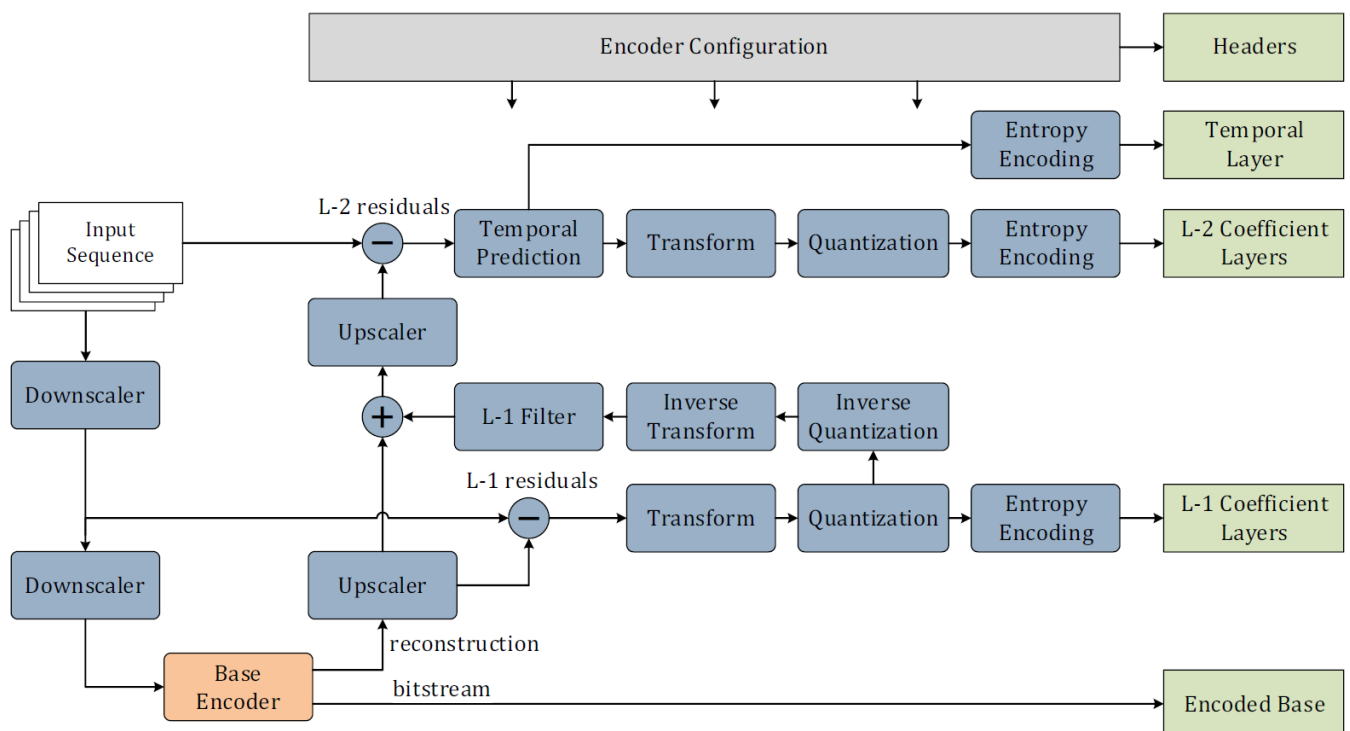 Encoder Configuration
Headers
Entropy
Encoding
Temporal
Layer
Input
Sequence
L-2 residuals
Temporal
Prediction
Transform
Quantization
Entropy
Encoding
L-2 Coefficient
Layers
Upscaler
Downscaler
L-1 Filter
Inverse
Transform
Inverse
Quantization
L-1 residuals
Transform
Quantization
Entropy
Encoding
L-1 Coefficient
Layers
Downscaler
Upscaler
reconstruction
Base
Encoder
bitstream
Encoded Base